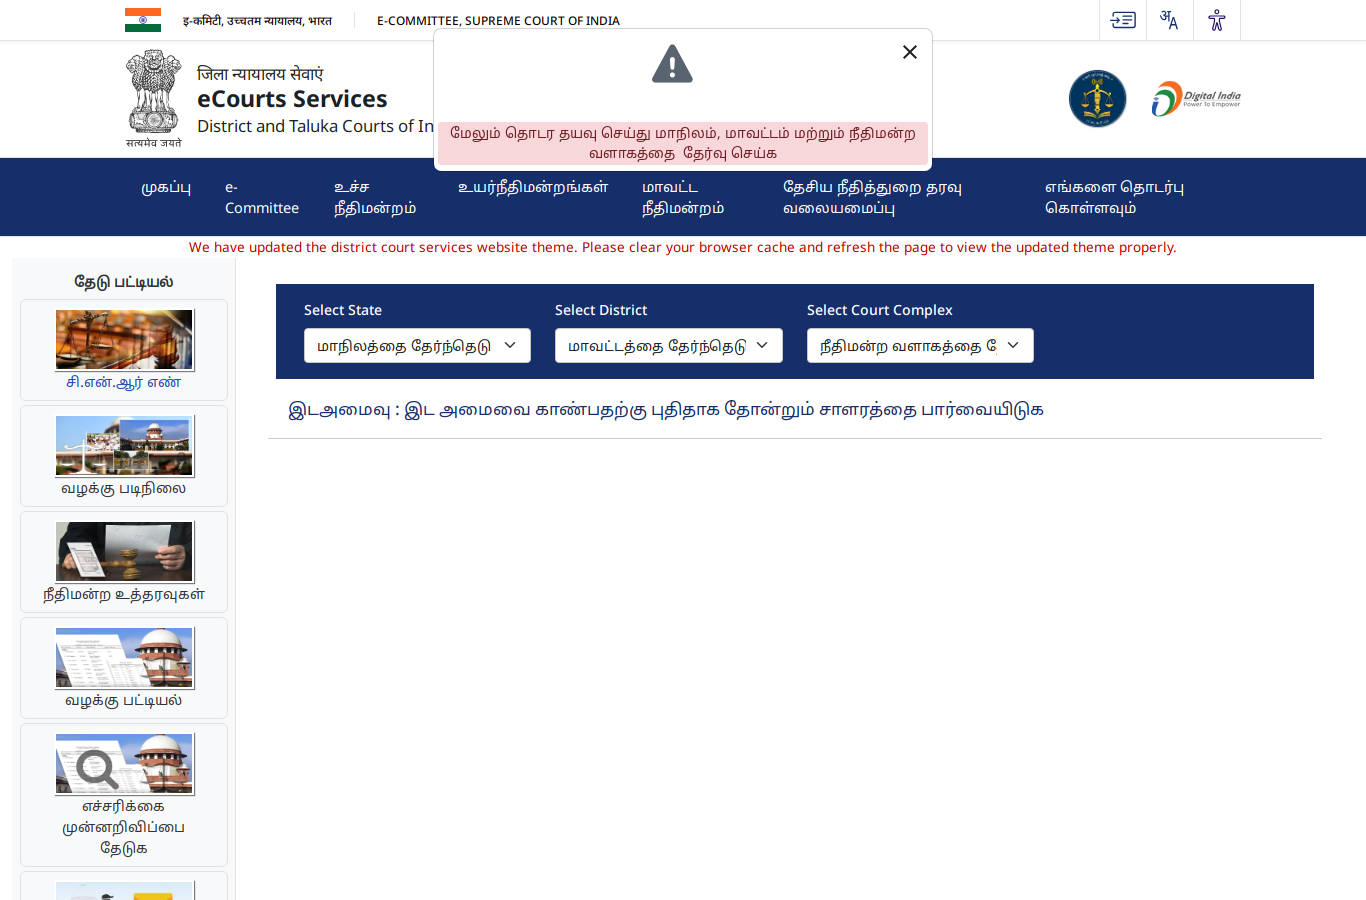 इ-कमिटी, उच्चतम न्यायालय, भारत
E-COMMITTEE, SUPREME COURT OF INDIA
अ A
जिला न्यायालय सेवाएं
eCourts Services
District and Taluka Courts of In
सत्यमेव जयते
Digital India
Power To Empower
மேலும் தொடர தயவு செய்து மாநிலம், மாவட்டம் மற்றும் நீதிமன்ற
வளாகத்தை தேர்வு செய்க
முகப்பு
e-
Committee
உச்ச
நீதிமன்றம்
உயர்நீதிமன்றங்கள்
மாவட்ட
நீதிமன்றம்
தேசிய நீதித்துறை தரவு
வலையமைப்பு
எங்களை தொடர்பு
கொள்ளவும்
We have updated the district court services website theme. Please clear your browser cache and refresh the page to view the updated theme properly.
தேடு பட்டியல்
சி.என்.ஆர் எண்
வழக்கு படிநிலை
நீதிமன்ற உத்தரவுகள்
வழக்கு பட்டியல்
எச்சரிக்கை
முன்னறிவிப்பை
தேடுக
Select State
Select District
Select Court Complex
மாநிலத்தை தேர்ந்தெடு
மாவட்டத்தை தேர்ந்தெடு
நீதிமன்ற வளாகத்தை
இடஅமைவு : இட அமைவை காண்பதற்கு புதிதாக தோன்றும் சாளரத்தை பார்வையிடுக